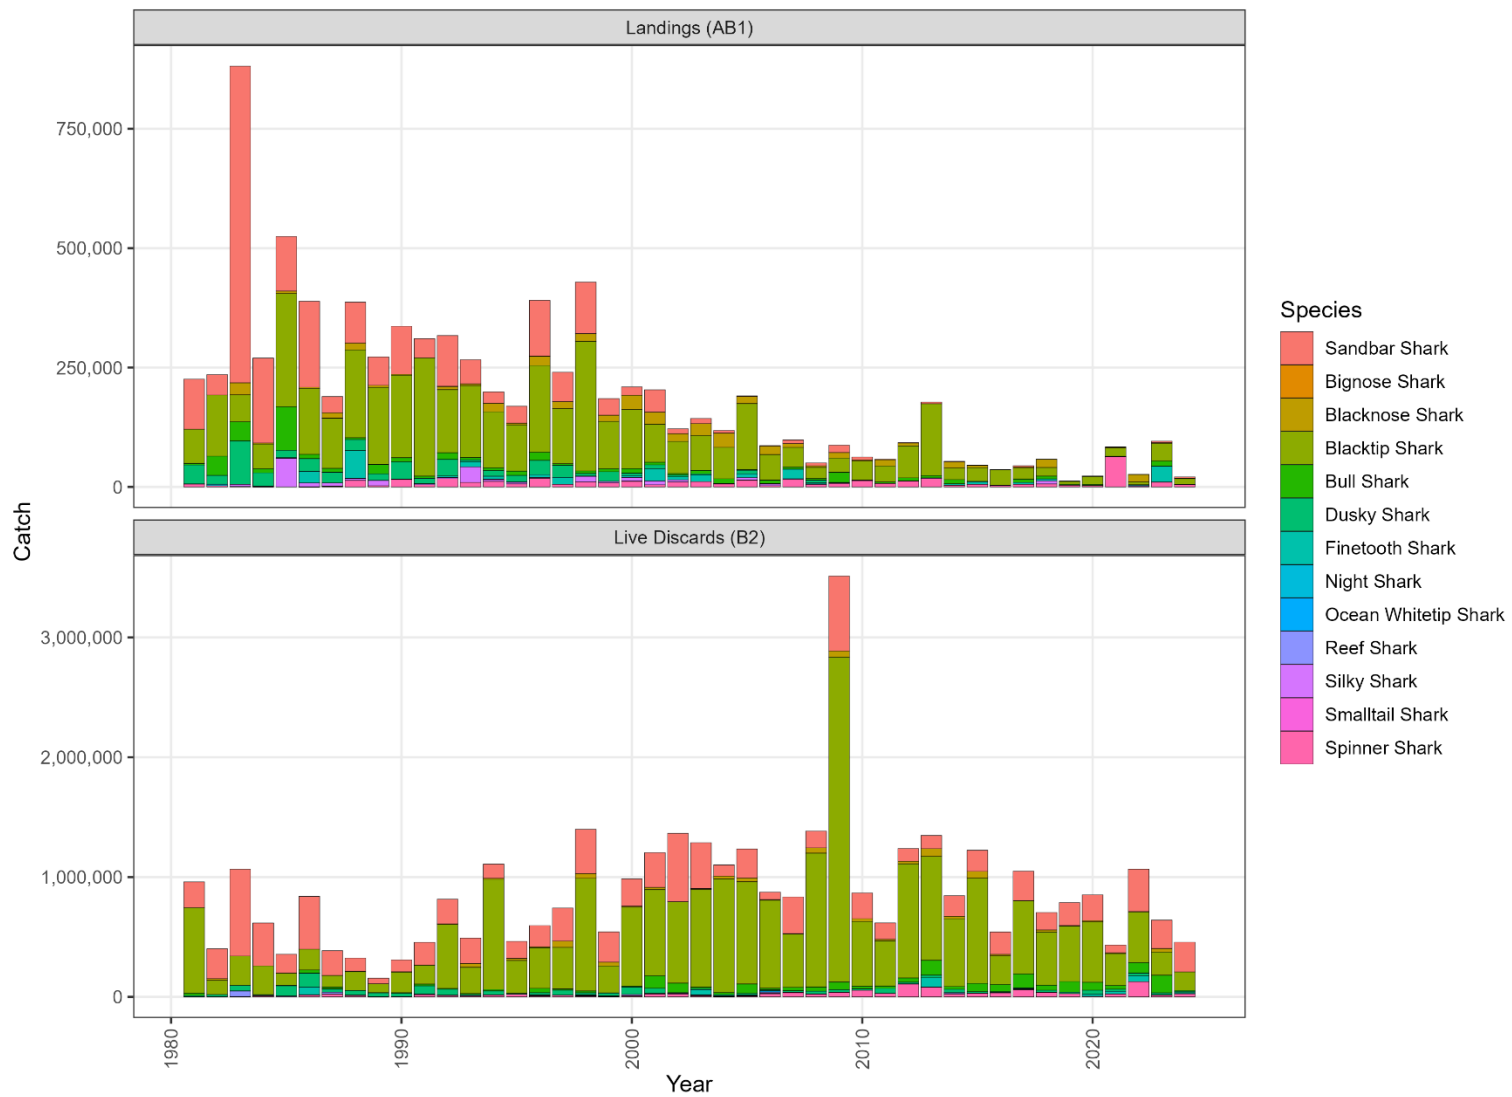 Landings (AB1)
750,000
500,000
250,000
0
Catch
Live Discards (B2)
3,000,000
2,000,000
1,000,000
0
1980
1990
2000
2010
2020
Year
Species
Sandbar Shark
Bignose Shark
Blacknose Shark
Blacktip Shark
Bull Shark
Dusky Shark
Finetooth Shark
Night Shark
Ocean Whitetip Shark
Reef Shark
Silky Shark
Smalltail Shark
Spinner Shark